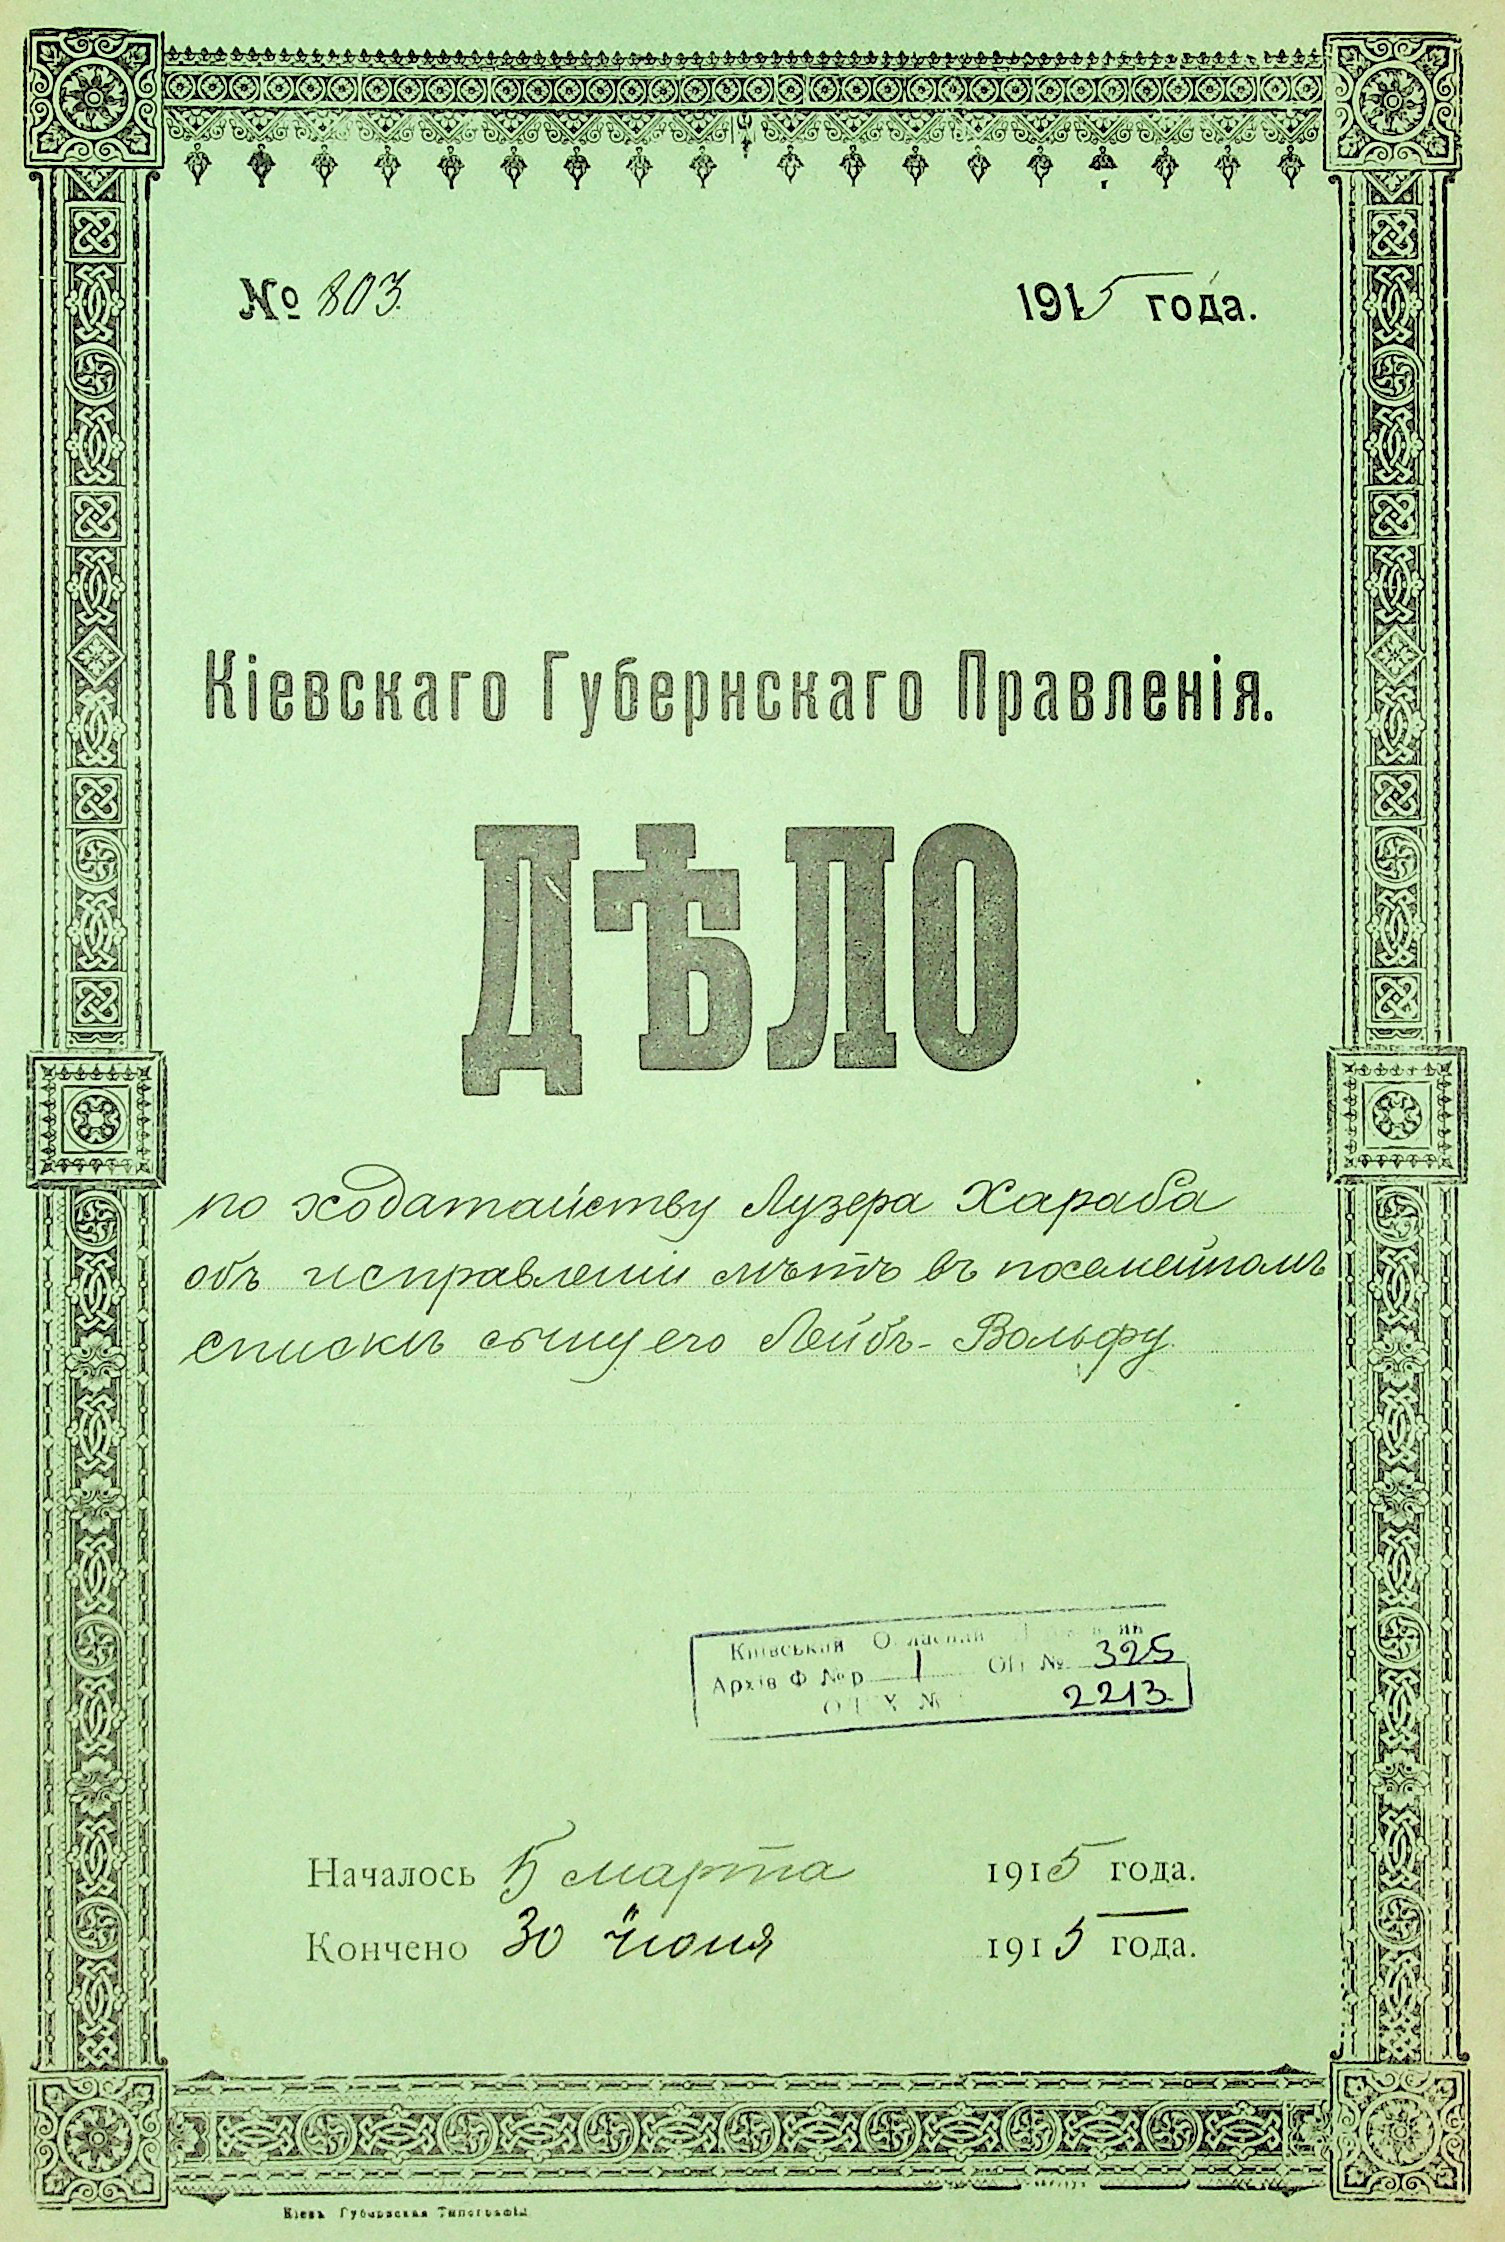 № 803. 1915 года.
Кіевскаго Губернскаго Правленія.
ДѢЛО
по ходатайству Лузера Хараба
объ исправленіи лѣтъ въ посемейномъ
спискѣ сыну его Лейбъ-Вольфу.
Київський Обласний
Архів Ф № р 1 ОП № 325
2213
Началось 5 марта 1915 года.
Кончено 30 Іюня 1915 года.
Кіевъ Губернская Типографія